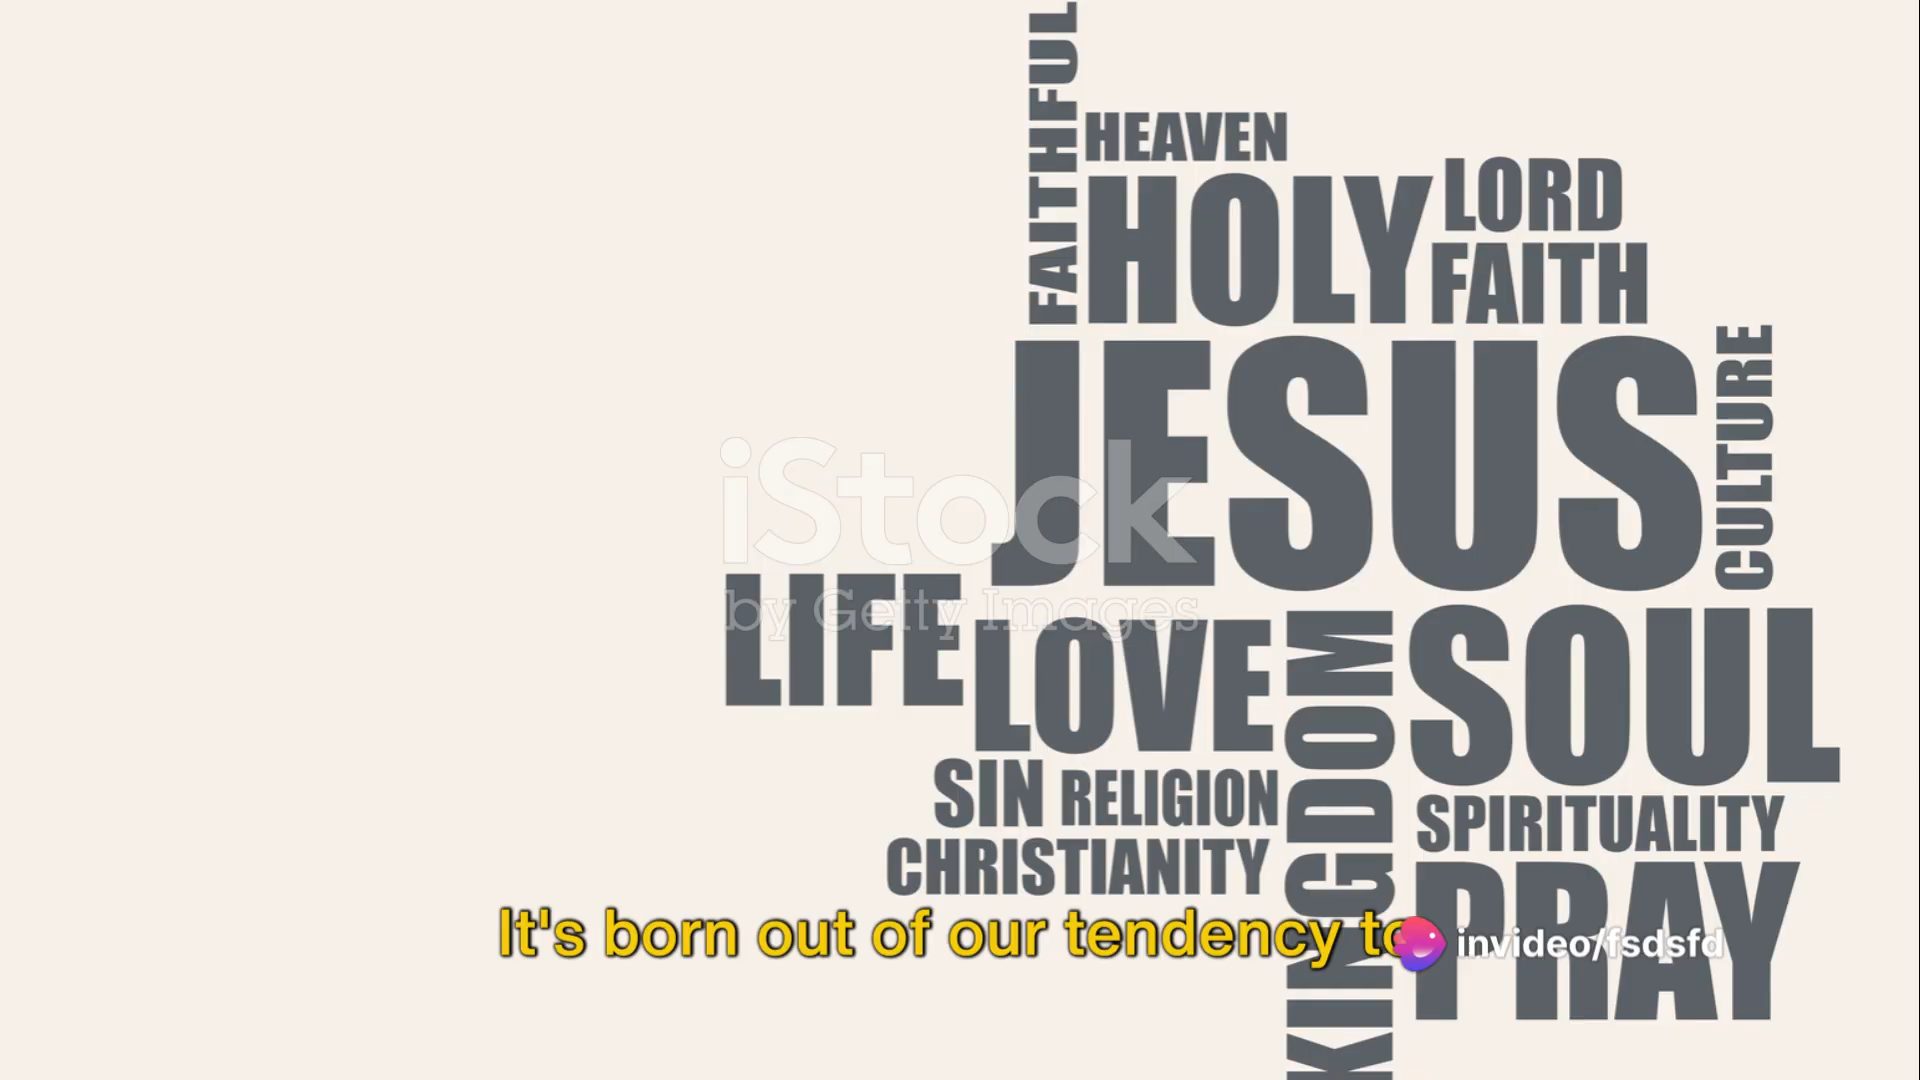 FAITHFUL
HEAVEN
HOLY
LORD
FAITH
JESUS
CULTURE
iStock
by Getty Images
LIFE
LOVE
KINGDOM
SOUL
SIN
RELIGION
SPIRITUALITY
CHRISTIANITY
PRAY
It's born out of our tendency to
invideo/fsdsfd